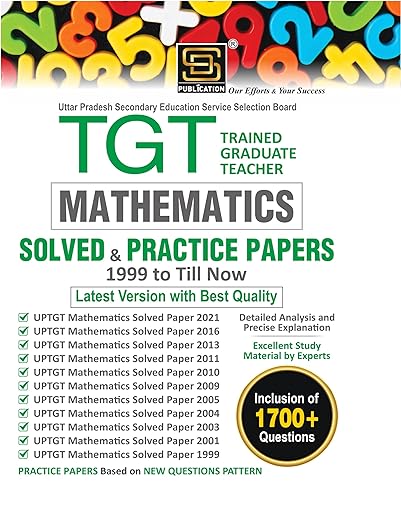 SD
PUBLICATION
®
Our Efforts & Your Success
Uttar Pradesh Secondary Education Service Selection Board
TGT TRAINED
GRADUATE
TEACHER
MATHEMATICS
SOLVED & PRACTICE PAPERS
1999 to Till Now
Latest Version with Best Quality
UPTGT Mathematics Solved Paper 2021
UPTGT Mathematics Solved Paper 2016
UPTGT Mathematics Solved Paper 2013
UPTGT Mathematics Solved Paper 2011
UPTGT Mathematics Solved Paper 2010
UPTGT Mathematics Solved Paper 2009
UPTGT Mathematics Solved Paper 2005
UPTGT Mathematics Solved Paper 2004
UPTGT Mathematics Solved Paper 2003
UPTGT Mathematics Solved Paper 2001
UPTGT Mathematics Solved Paper 1999
Detailed Analysis and
Precise Explanation
Excellent Study
Material by Experts
Inclusion of
1700+
Questions
PRACTICE PAPERS Based on NEW QUESTIONS PATTERN